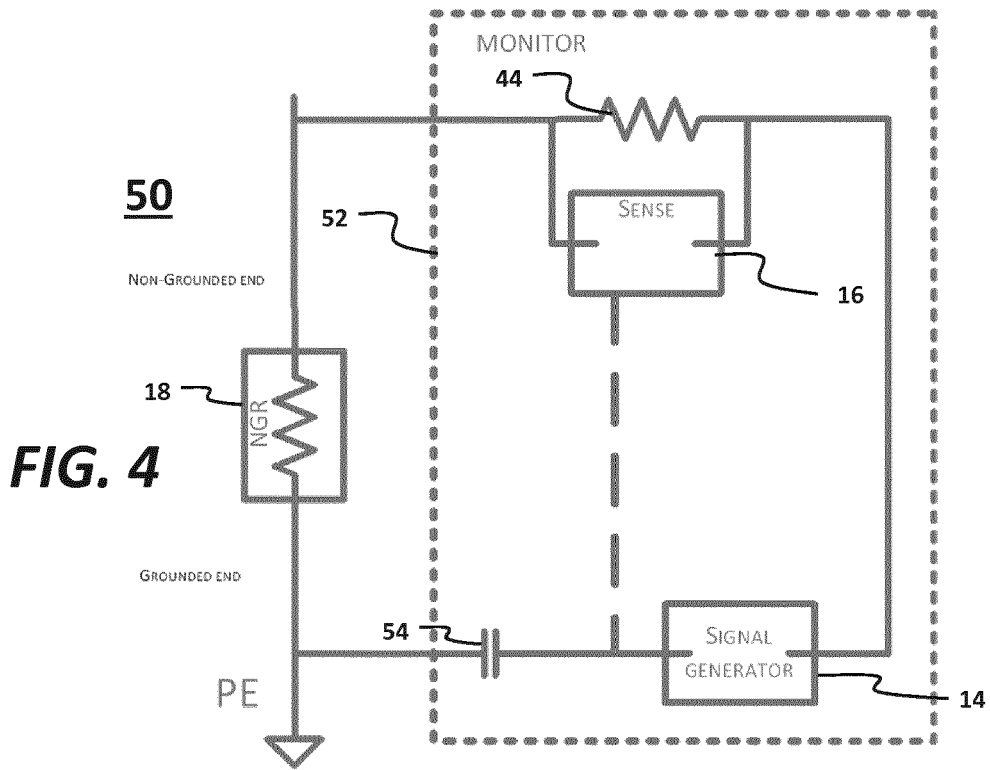 MONITOR
44
50
SENSE
52
16
NON-GROUNDED END
18
NGR
FIG. 4
GROUNDED END
54
SIGNAL
GENERATOR
PE
14